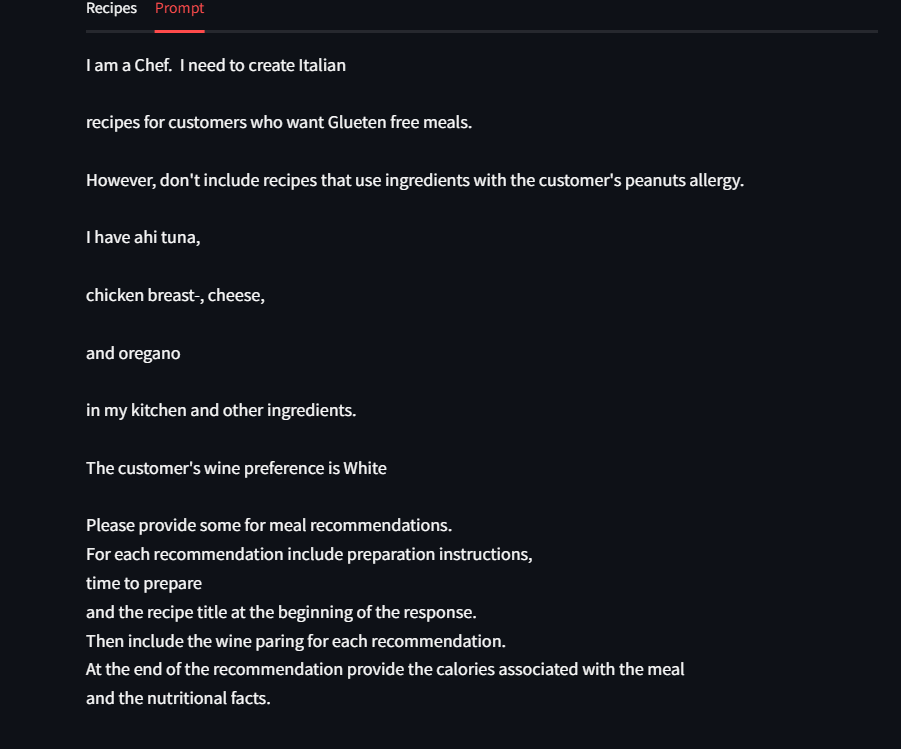 Recipes Prompt
I am a Chef. I need to create Italian
recipes for customers who want Glueten free meals.
However, don't include recipes that use ingredients with the customer's peanuts allergy.
I have ahi tuna,
chicken breast-, cheese,
and oregano
in my kitchen and other ingredients.
The customer's wine preference is White
Please provide some for meal recommendations.
For each recommendation include preparation instructions,
time to prepare
and the recipe title at the beginning of the response.
Then include the wine paring for each recommendation.
At the end of the recommendation provide the calories associated with the meal
and the nutritional facts.